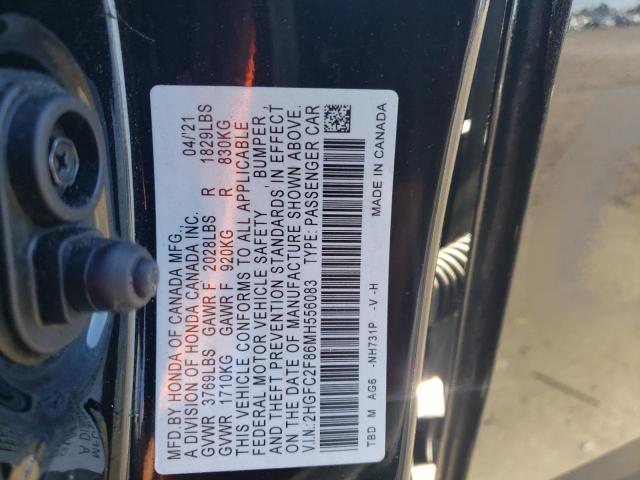 MFD.BY HONDA OF CANADA MFG., 04/'21
A DIVISION OF HONDA CANADA INC.
GVWR 3769LBS GAWR F 2028LBS R 1829LBS
GVWR 1710KG GAWR F 920KG R 830KG
THIS VEHICLE CONFORMS TO ALL APPLICABLE
FEDERAL MOTOR VEHICLE SAFETY , BUMPER ,
AND THEFT PREVENTION STANDARDS IN EFFECT
ON THE DATE OF MANUFACTURE SHOWN ABOVE.
V.I.N.:2HGFC2F86MH556083 TYPE: PASSENGER CAR
TBD M AG6 -NH731P -V -H
MADE IN CANADA